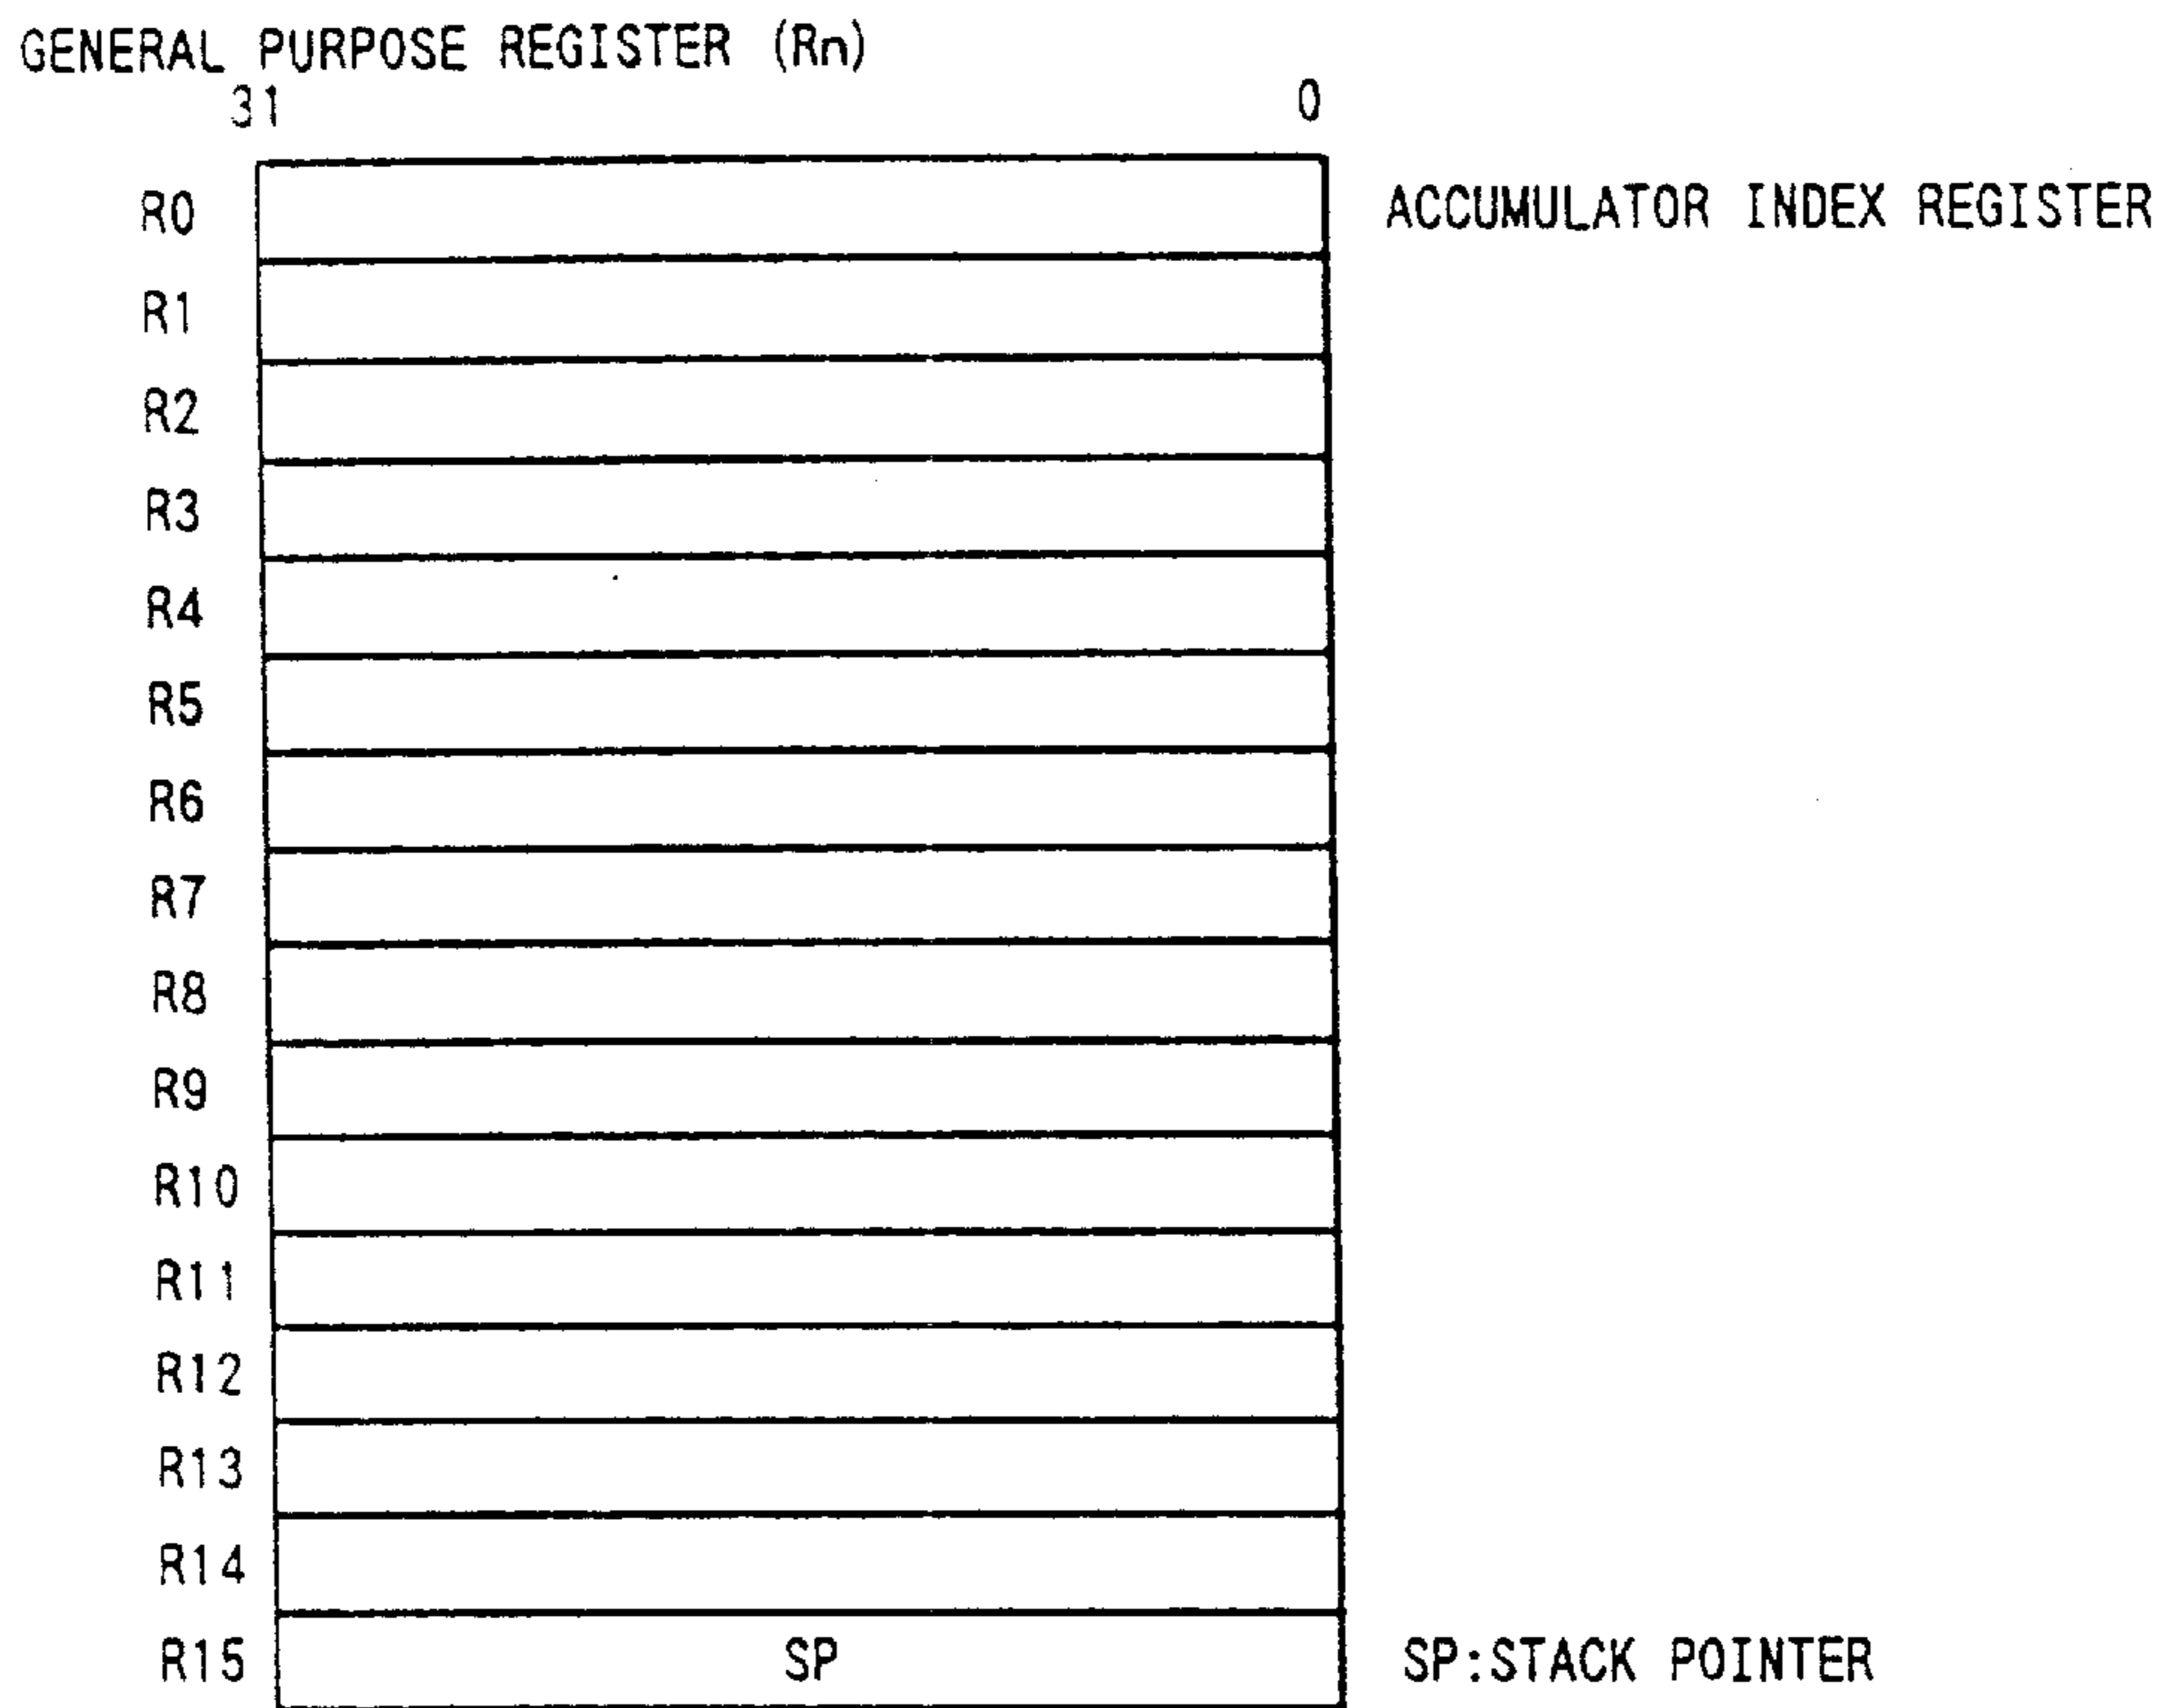 GENERAL PURPOSE REGISTER (Rn)
31 0
R0 ACCUMULATOR INDEX REGISTER
R1
R2
R3
R4
R5
R6
R7
R8
R9
R10
R11
R12
R13
R14
R15 SP SP:STACK POINTER